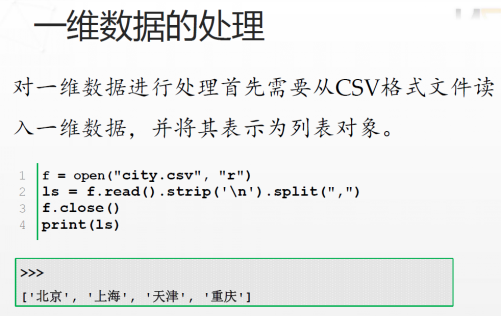 一维数据的处理
对一维数据进行处理首先需要从CSV格式文件读
入一维数据，并将其表示为列表对象。
1 f = open("city.csv", "r")
2 ls = f.read().strip('\n').split(",")
3 f.close()
4 print(ls)
>>>
['北京', '上海', '天津', '重庆']